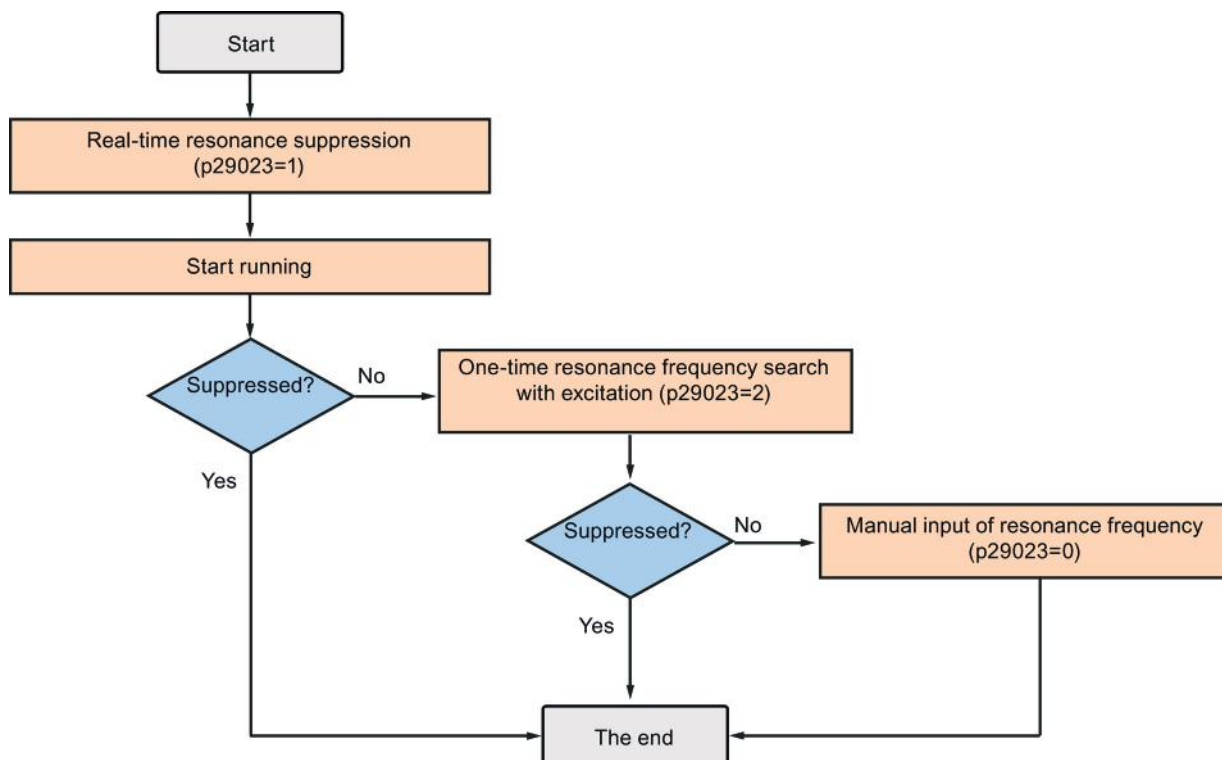 Start
Real-time resonance suppression
(p29023=1)
Start running
Suppressed?
No
One-time resonance frequency search
with excitation (p29023=2)
Yes
Suppressed?
No
Manual input of resonance frequency
(p29023=0)
Yes
The end